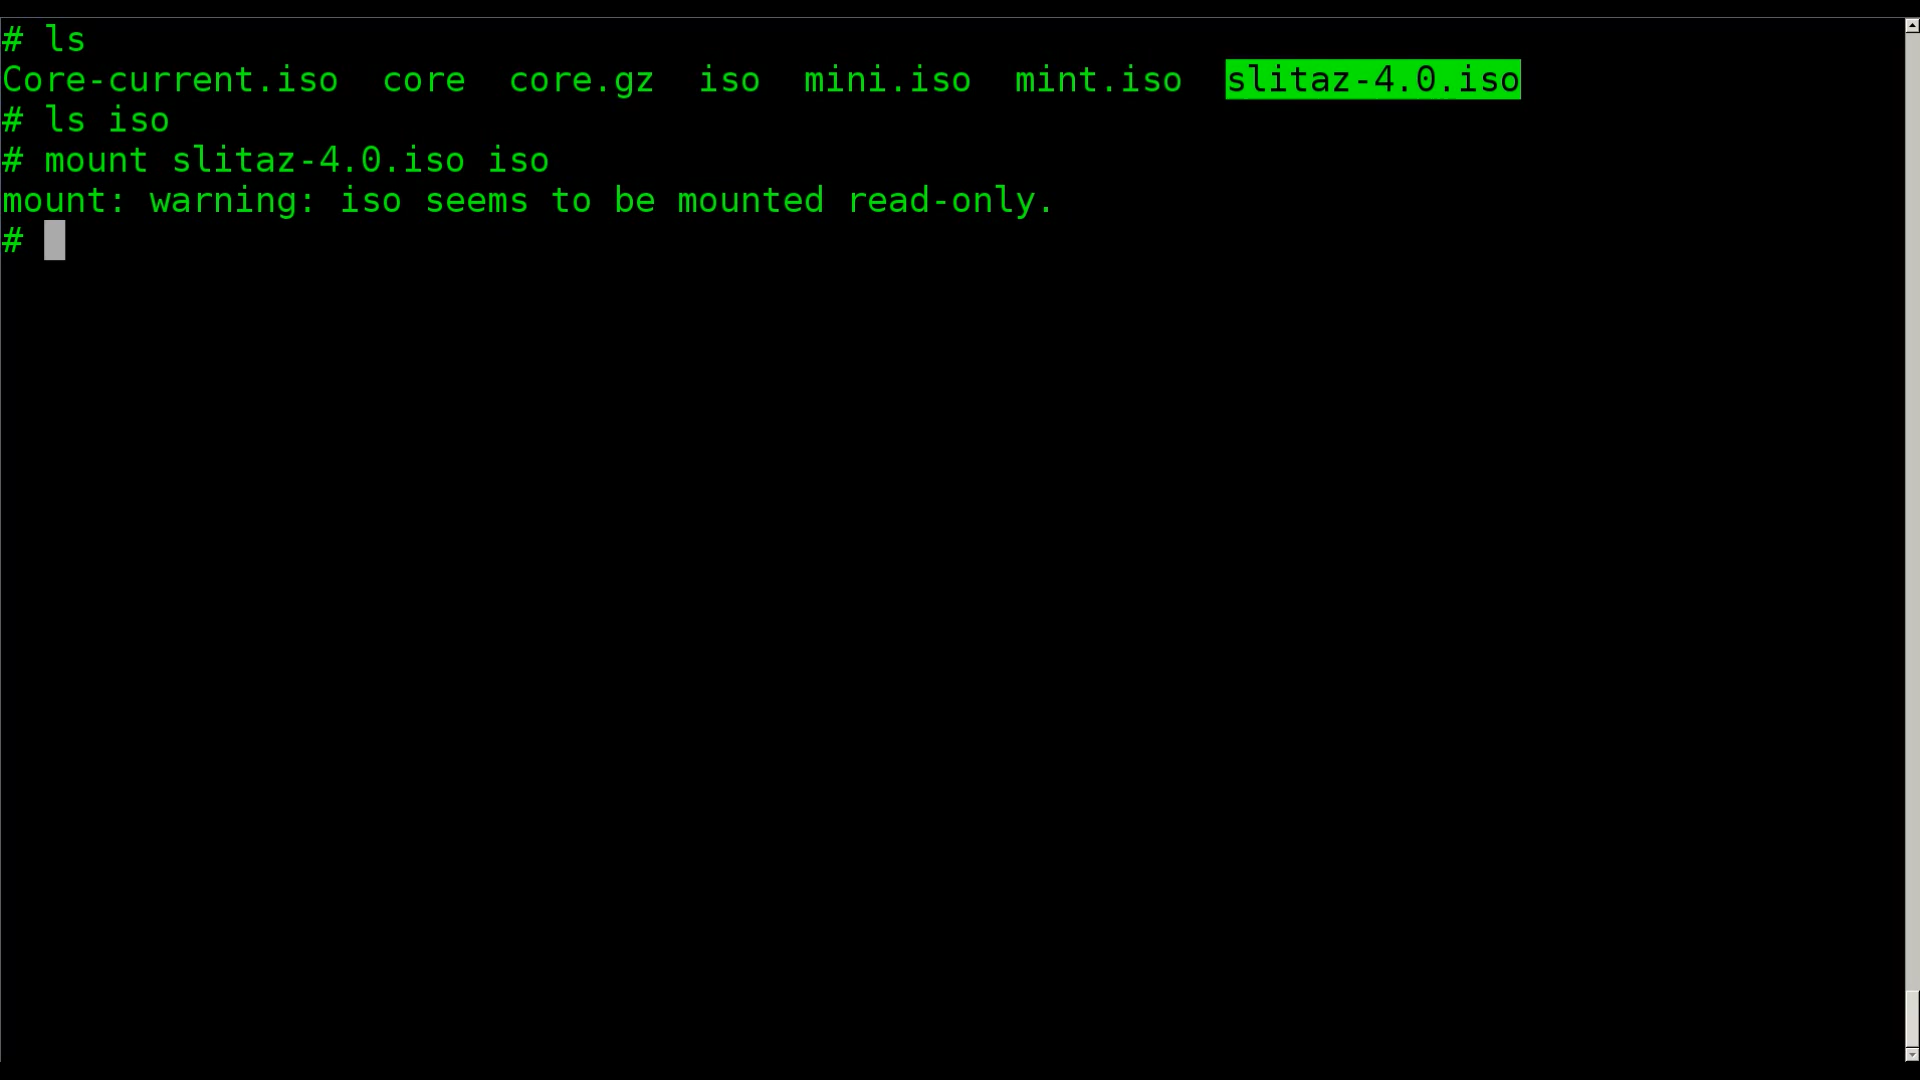 # ls
Core-current.iso  core  core.gz  iso  mini.iso  mint.iso  slitaz-4.0.iso
# ls iso
# mount slitaz-4.0.iso iso
mount: warning: iso seems to be mounted read-only.
#